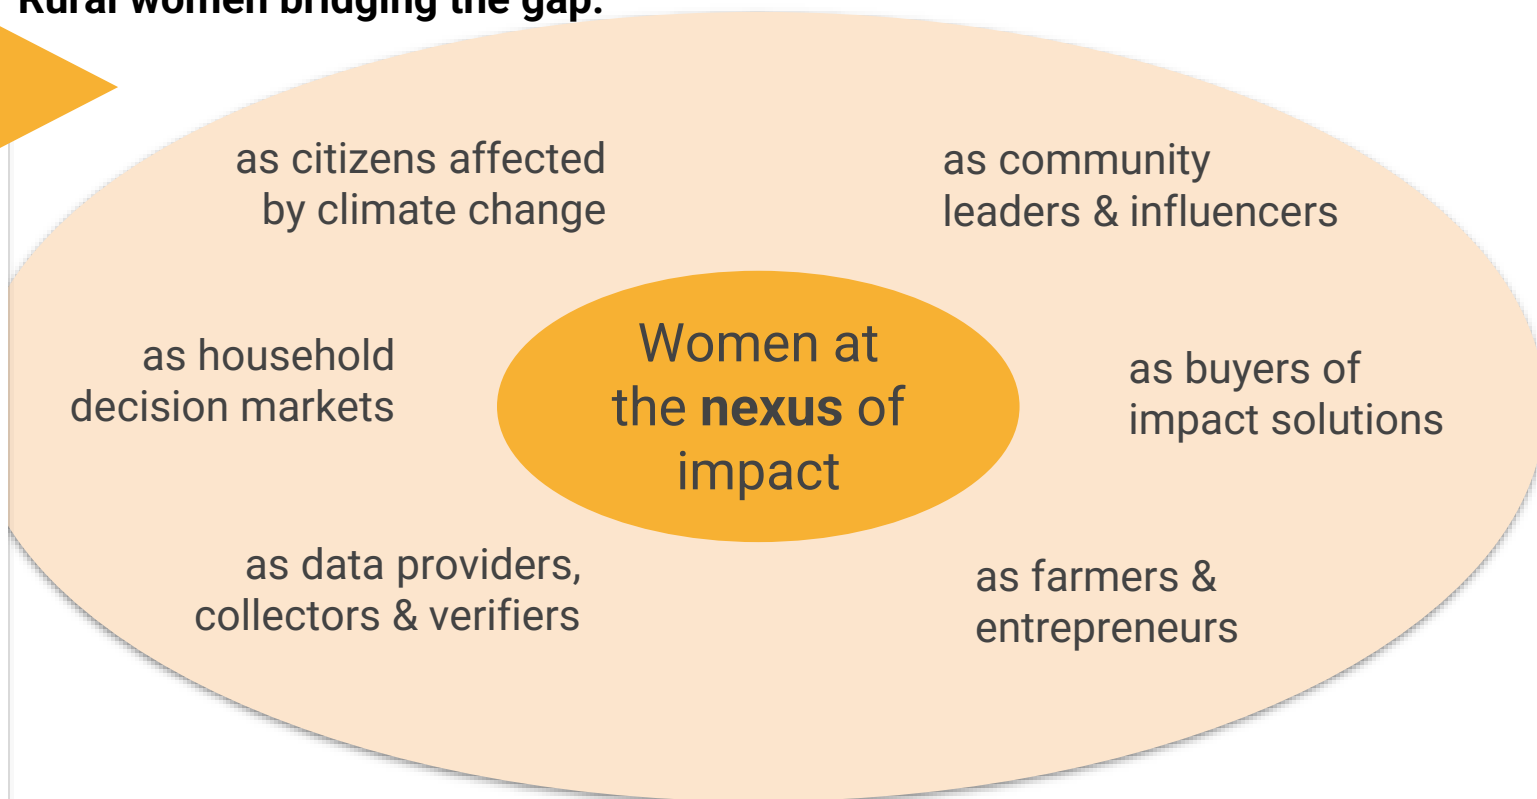 Rural women bridging the gap:
as citizens affected
by climate change
as community
leaders & influencers
as household
decision markets
Women at
the nexus of
impact
as buyers of
impact solutions
as data providers,
collectors & verifiers
as farmers &
entrepreneurs